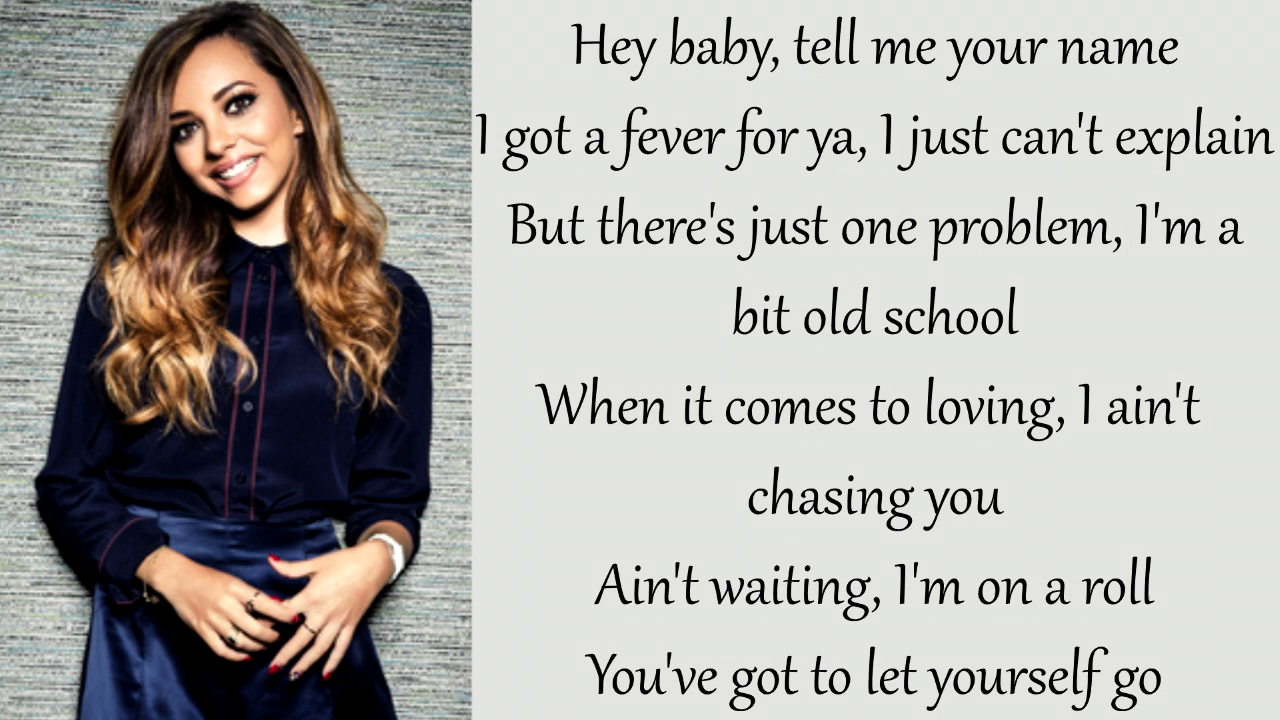 Hey baby, tell me your name
I got a fever for ya, I just can't explain
But there's just one problem, I'm a
bit old school
When it comes to loving, I ain't
chasing you
Ain't waiting, I'm on a roll
You've got to let yourself go